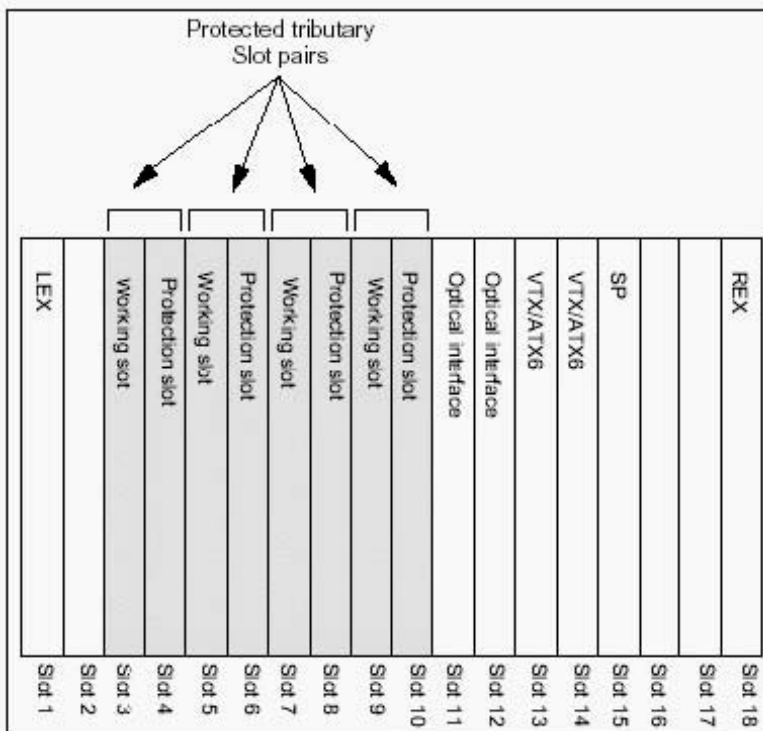 Protected tributary
Slot pairs
LEX
Working slot
Protection slot
Working slot
Protection slot
Working slot
Protection slot
Working slot
Protection slot
Optical interface
Optical interface
VTX/ATX6
VTX/ATX6
SP
REX
Slot 1
Slot 2
Slot 3
Slot 4
Slot 5
Slot 6
Slot 7
Slot 8
Slot 9
Slot 10
Slot 11
Slot 12
Slot 13
Slot 14
Slot 15
Slot 16
Slot 17
Slot 18